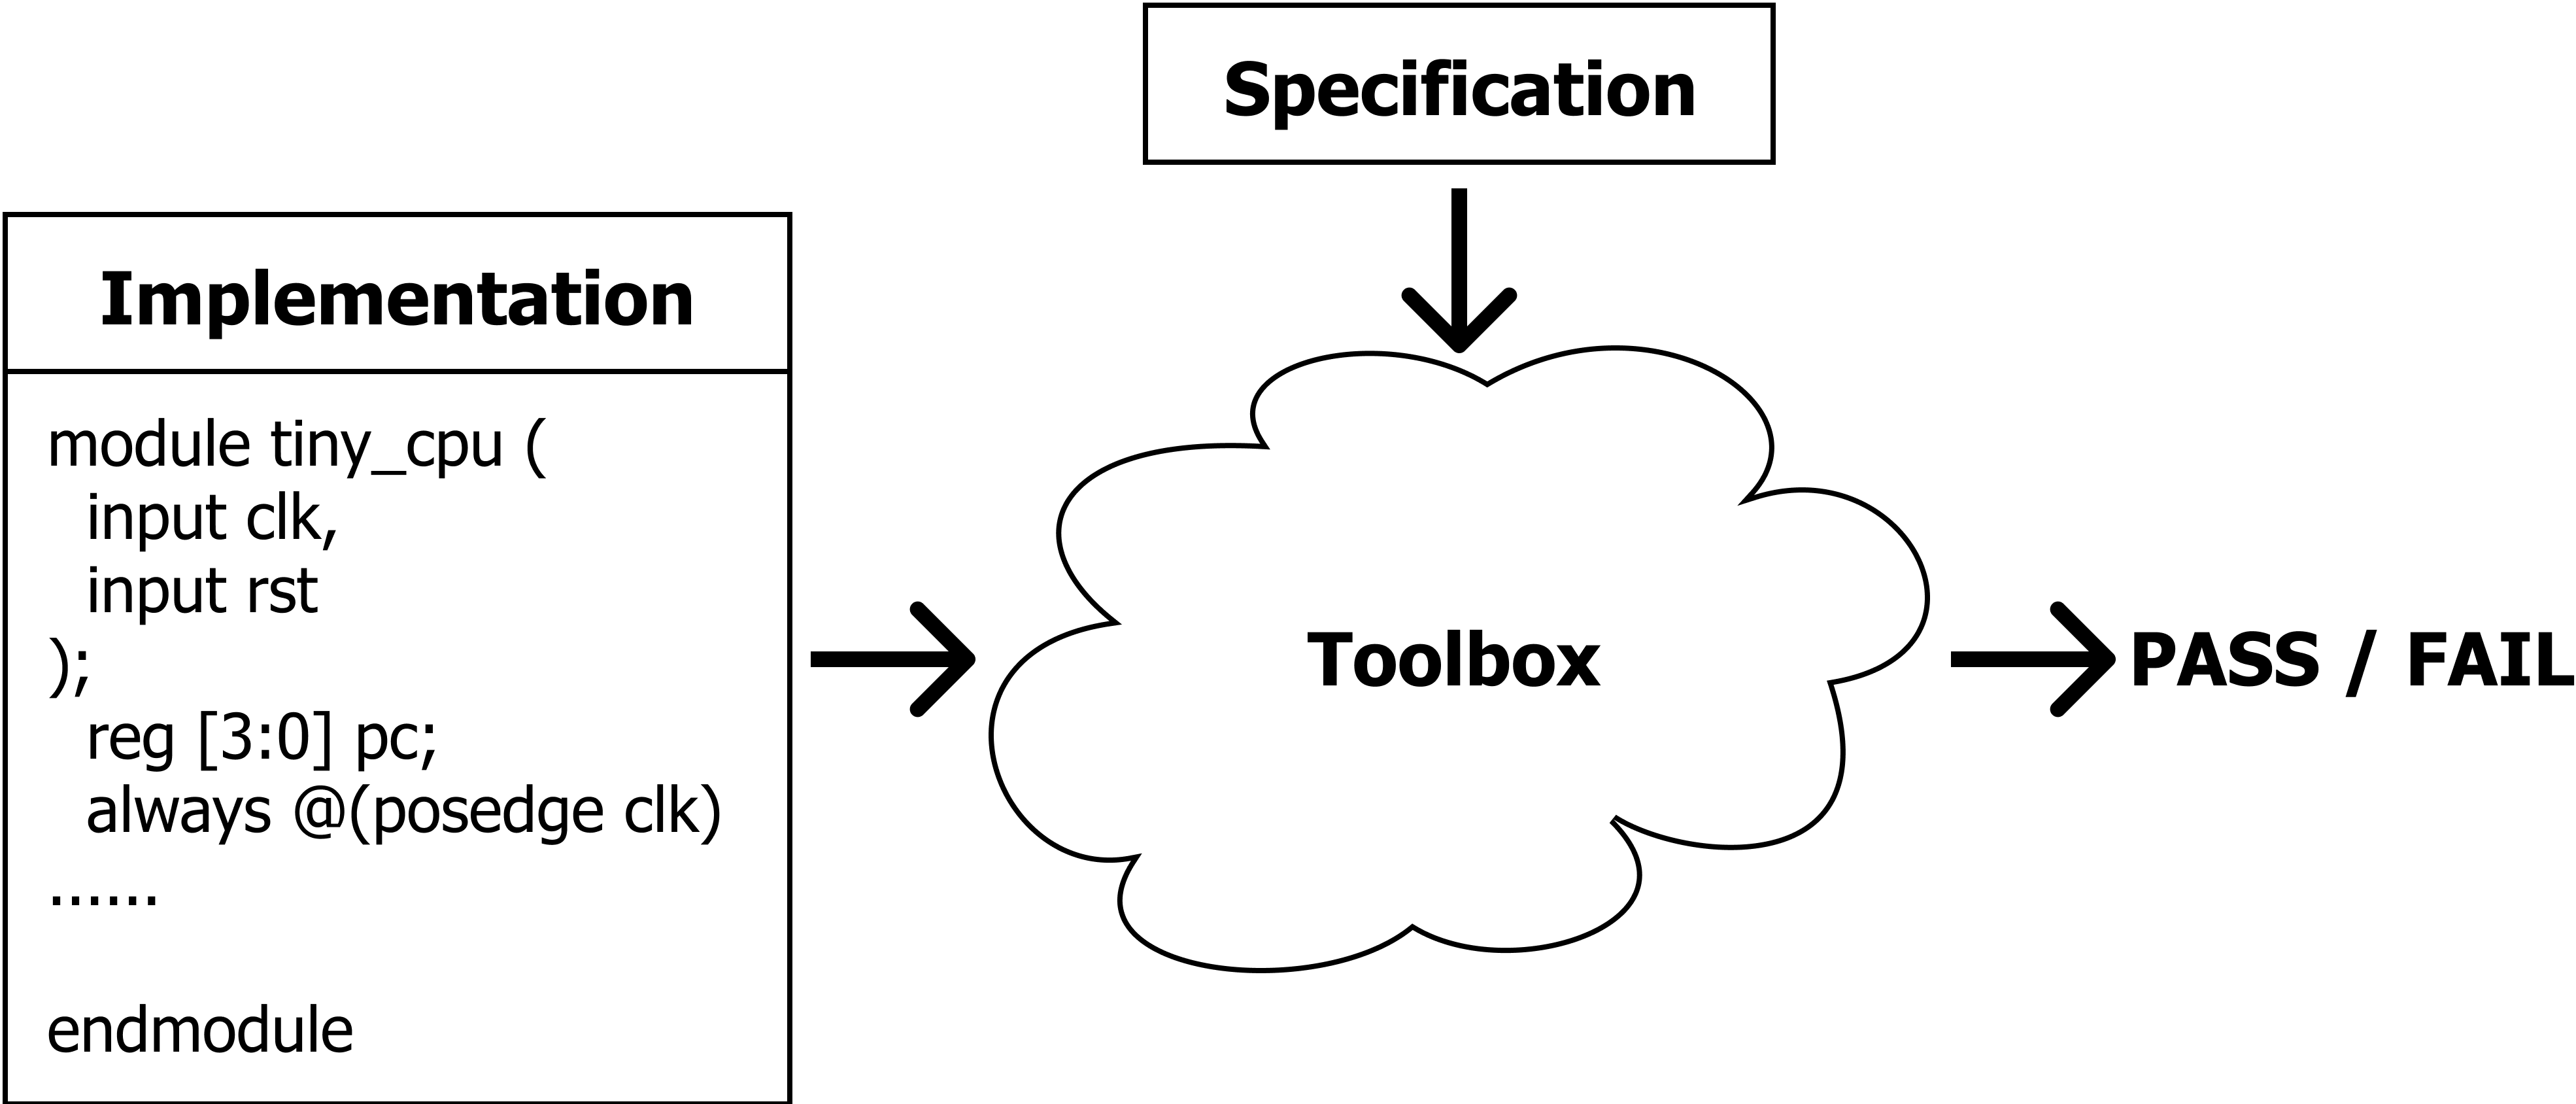 Specification
Implementation
module tiny_cpu (
  input clk,
  input rst
);
  reg [3:0] pc;
  always @(posedge clk)
......
endmodule
Toolbox
PASS / FAIL